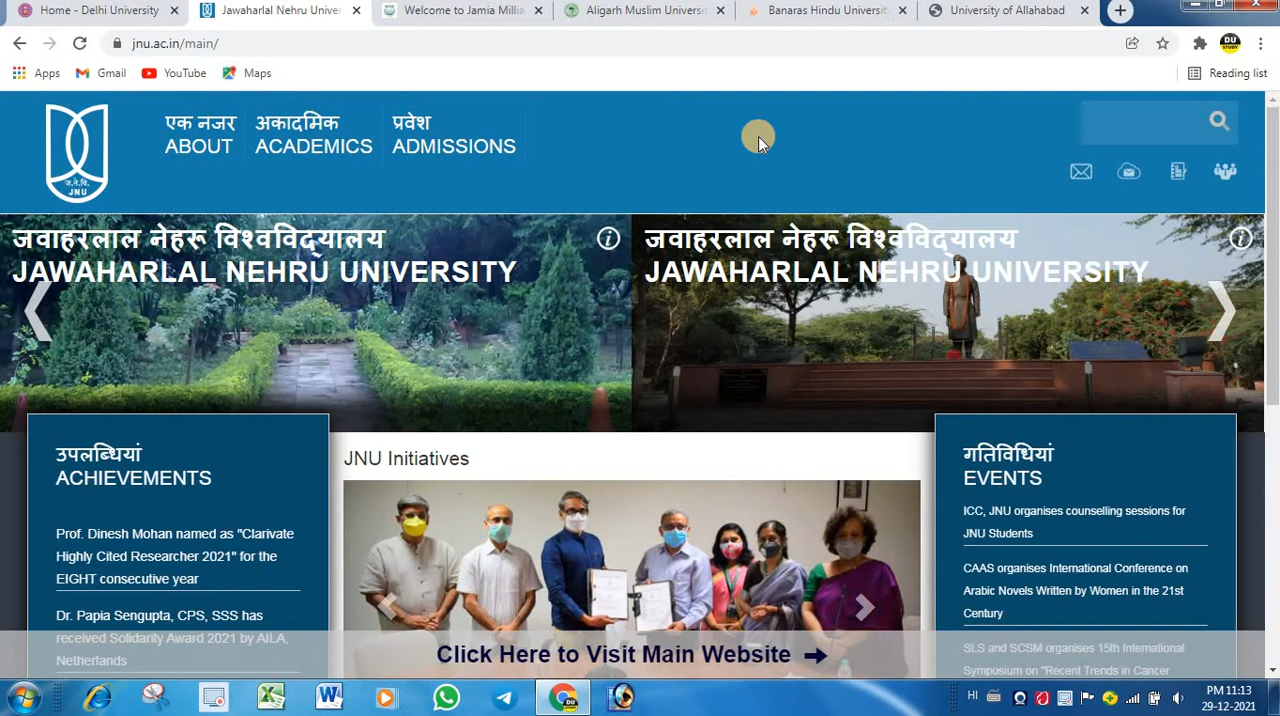 Home - Delhi University
Jawaharlal Nehru Univer
Welcome to Jamia Millia
Aligarh Muslim Universit
Banaras Hindu Universit
University of Allahabad
jnu.ac.in/main/
DU
STUDY
Apps
Gmail
YouTube
Maps
Reading list
ज.ने.वि.
JNU
एक नजर
ABOUT
अकादमिक
ACADEMICS
प्रवेश
ADMISSIONS
जवाहरलाल नेहरू विश्वविद्यालय
JAWAHARLAL NEHRU UNIVERSITY
जवाहरलाल नेहरू विश्वविद्यालय
JAWAHARLAL NEHRU UNIVERSITY
उपलब्धियां
ACHIEVEMENTS
Prof. Dinesh Mohan named as "Clarivate
Highly Cited Researcher 2021" for the
EIGHT consecutive year
Dr. Papia Sengupta, CPS, SSS has
received Solidarity Award 2021 by AILA,
Netherlands
JNU Initiatives
गतिविधियां
EVENTS
ICC, JNU organises counselling sessions for
JNU Students
CAAS organises International Conference on
Arabic Novels Written by Women in the 21st
Century
SLS and SCSM organises 15th International
Symposium on "Recent Trends in Cancer
Click Here to Visit Main Website
HI
PM 11:13
29-12-2021